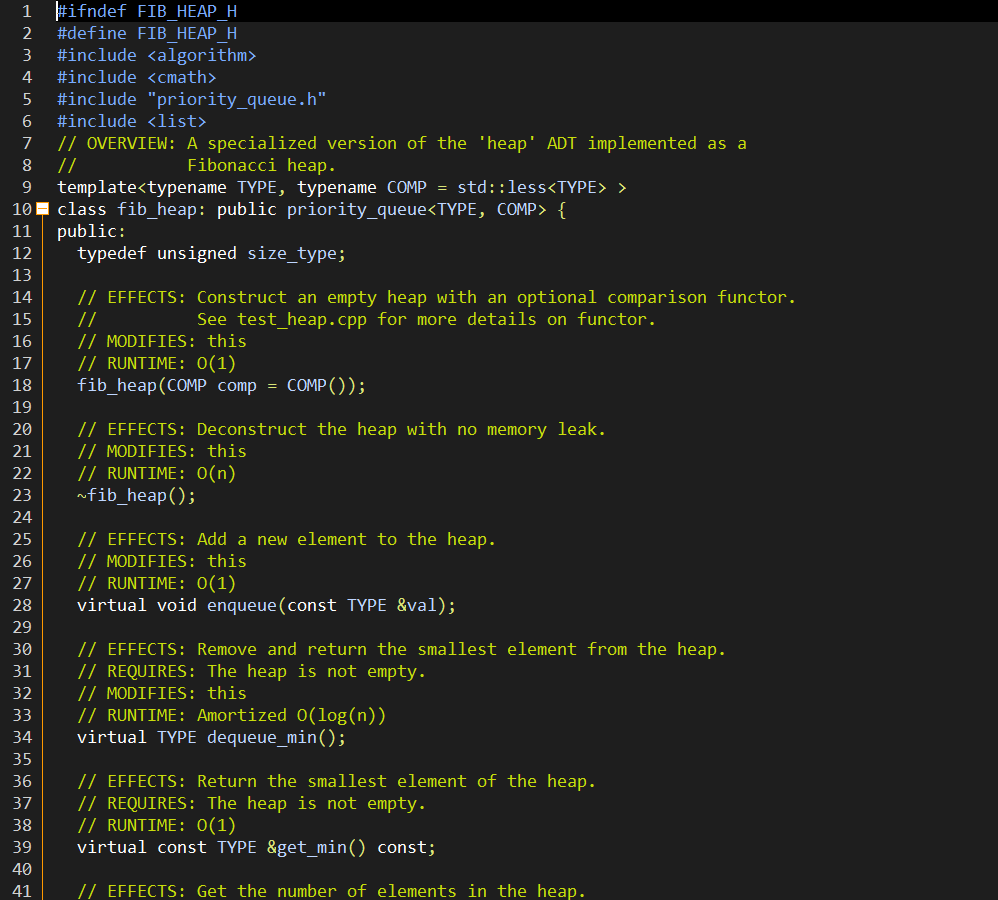 1 #ifndef FIB_HEAP_H
2 #define FIB_HEAP_H
3 #include <algorithm>
4 #include <cmath>
5 #include "priority_queue.h"
6 #include <list>
7 // OVERVIEW: A specialized version of the 'heap' ADT implemented as a
8 //           Fibonacci heap.
9 template<typename TYPE, typename COMP = std::less<TYPE> >
10 class fib_heap: public priority_queue<TYPE, COMP> {
11 public:
12   typedef unsigned size_type;
13
14   // EFFECTS: Construct an empty heap with an optional comparison functor.
15   //          See test_heap.cpp for more details on functor.
16   // MODIFIES: this
17   // RUNTIME: O(1)
18   fib_heap(COMP comp = COMP());
19
20   // EFFECTS: Deconstruct the heap with no memory leak.
21   // MODIFIES: this
22   // RUNTIME: O(n)
23   ~fib_heap();
24
25   // EFFECTS: Add a new element to the heap.
26   // MODIFIES: this
27   // RUNTIME: O(1)
28   virtual void enqueue(const TYPE &val);
29
30   // EFFECTS: Remove and return the smallest element from the heap.
31   // REQUIRES: The heap is not empty.
32   // MODIFIES: this
33   // RUNTIME: Amortized O(log(n))
34   virtual TYPE dequeue_min();
35
36   // EFFECTS: Return the smallest element of the heap.
37   // REQUIRES: The heap is not empty.
38   // RUNTIME: O(1)
39   virtual const TYPE &get_min() const;
40
41   // EFFECTS: Get the number of elements in the heap.